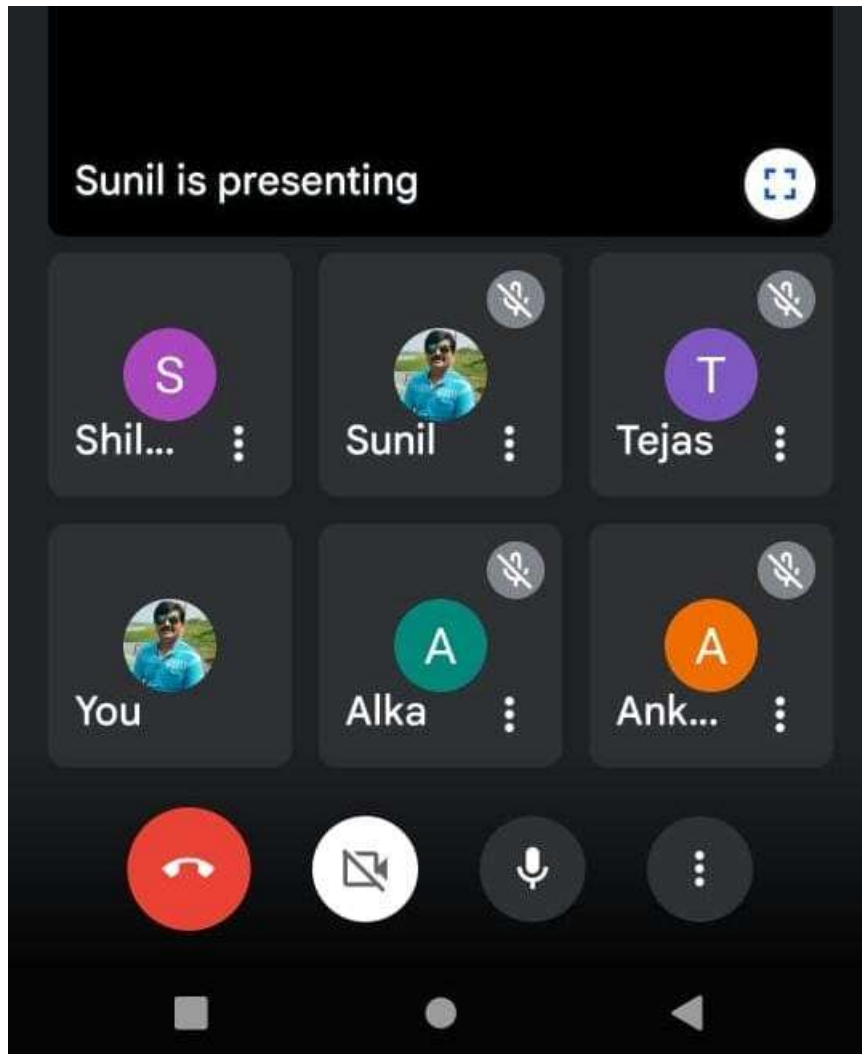 Sunil is presenting
S
T
Shil...
Sunil
Tejas
A
A
You
Alka
Ank...